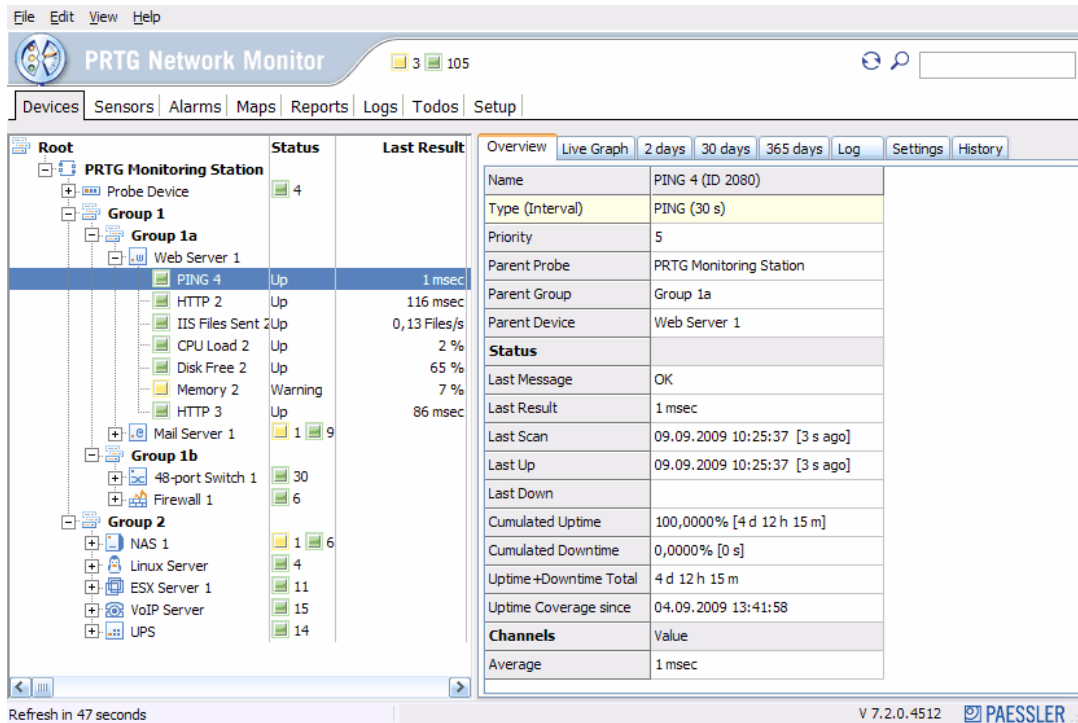 File Edit View Help
PRTG Network Monitor
3 105
Devices Sensors Alarms Maps Reports Logs Todos Setup
Root Status Last Result
PRTG Monitoring Station
Probe Device 4
Group 1
Group 1a
Web Server 1
PING 4 Up 1 msec
HTTP 2 Up 116 msec
IIS Files Sent 2 Up 0,13 Files/s
CPU Load 2 Up 2 %
Disk Free 2 Up 65 %
Memory 2 Warning 7 %
HTTP 3 Up 86 msec
Mail Server 1 1 9
Group 1b
48-port Switch 1 30
Firewall 1 6
Group 2
NAS 1 1 6
Linux Server 4
ESX Server 1 11
VoIP Server 15
UPS 14
Overview Live Graph 2 days 30 days 365 days Log Settings History
Name PING 4 (ID 2080)
Type (Interval) PING (30 s)
Priority 5
Parent Probe PRTG Monitoring Station
Parent Group Group 1a
Parent Device Web Server 1
Status
Last Message OK
Last Result 1 msec
Last Scan 09.09.2009 10:25:37 [3 s ago]
Last Up 09.09.2009 10:25:37 [3 s ago]
Last Down
Cumulated Uptime 100,0000% [4 d 12 h 15 m]
Cumulated Downtime 0,0000% [0 s]
Uptime+Downtime Total 4 d 12 h 15 m
Uptime Coverage since 04.09.2009 13:41:58
Channels Value
Average 1 msec
Refresh in 47 seconds
V 7.2.0.4512 PAESSLER